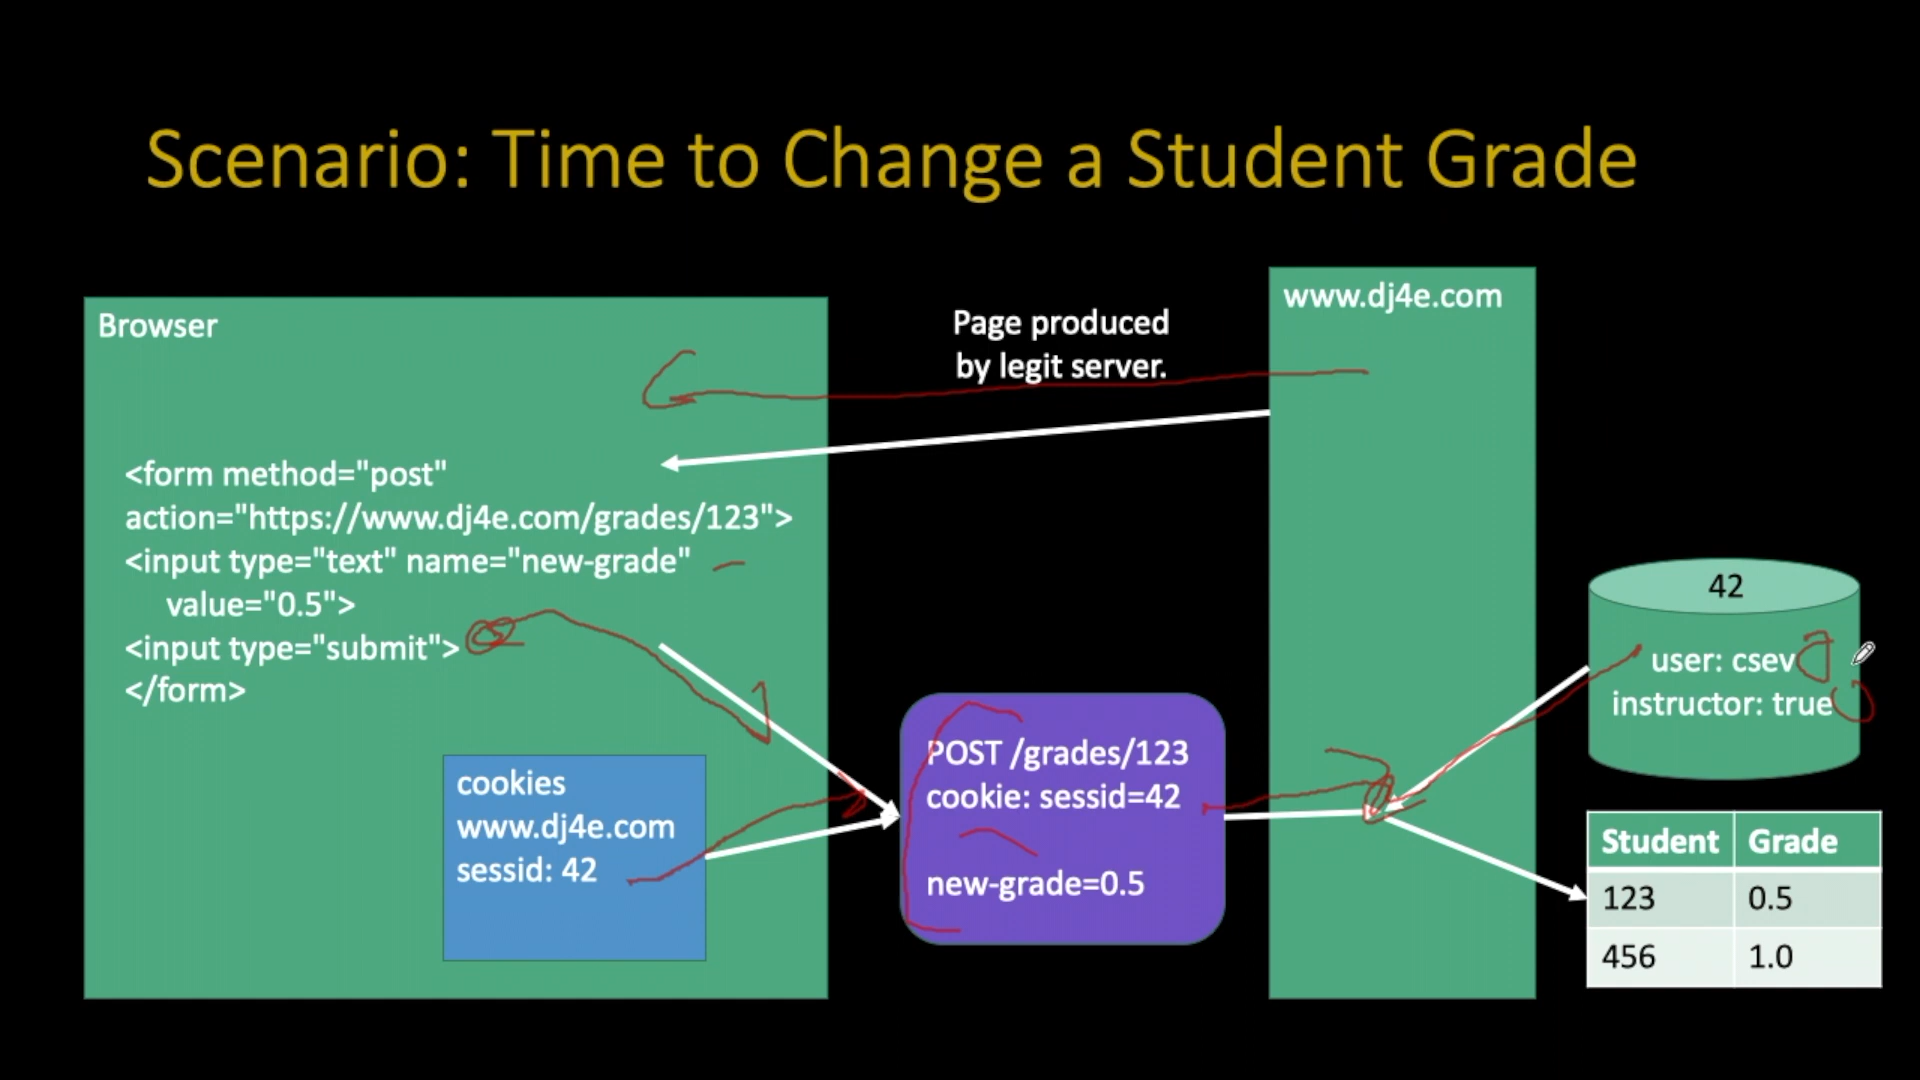 Scenario: Time to Change a Student Grade
Browser
<form method="post"
action="https://www.dj4e.com/grades/123">
<input type="text" name="new-grade"
value="0.5">
<input type="submit">
</form>
cookies
www.dj4e.com
sessid: 42
Page produced
by legit server.
POST /grades/123
cookie: sessid=42
new-grade=0.5
www.dj4e.com
42
user: csev
instructor: true
Student Grade
123 0.5
456 1.0